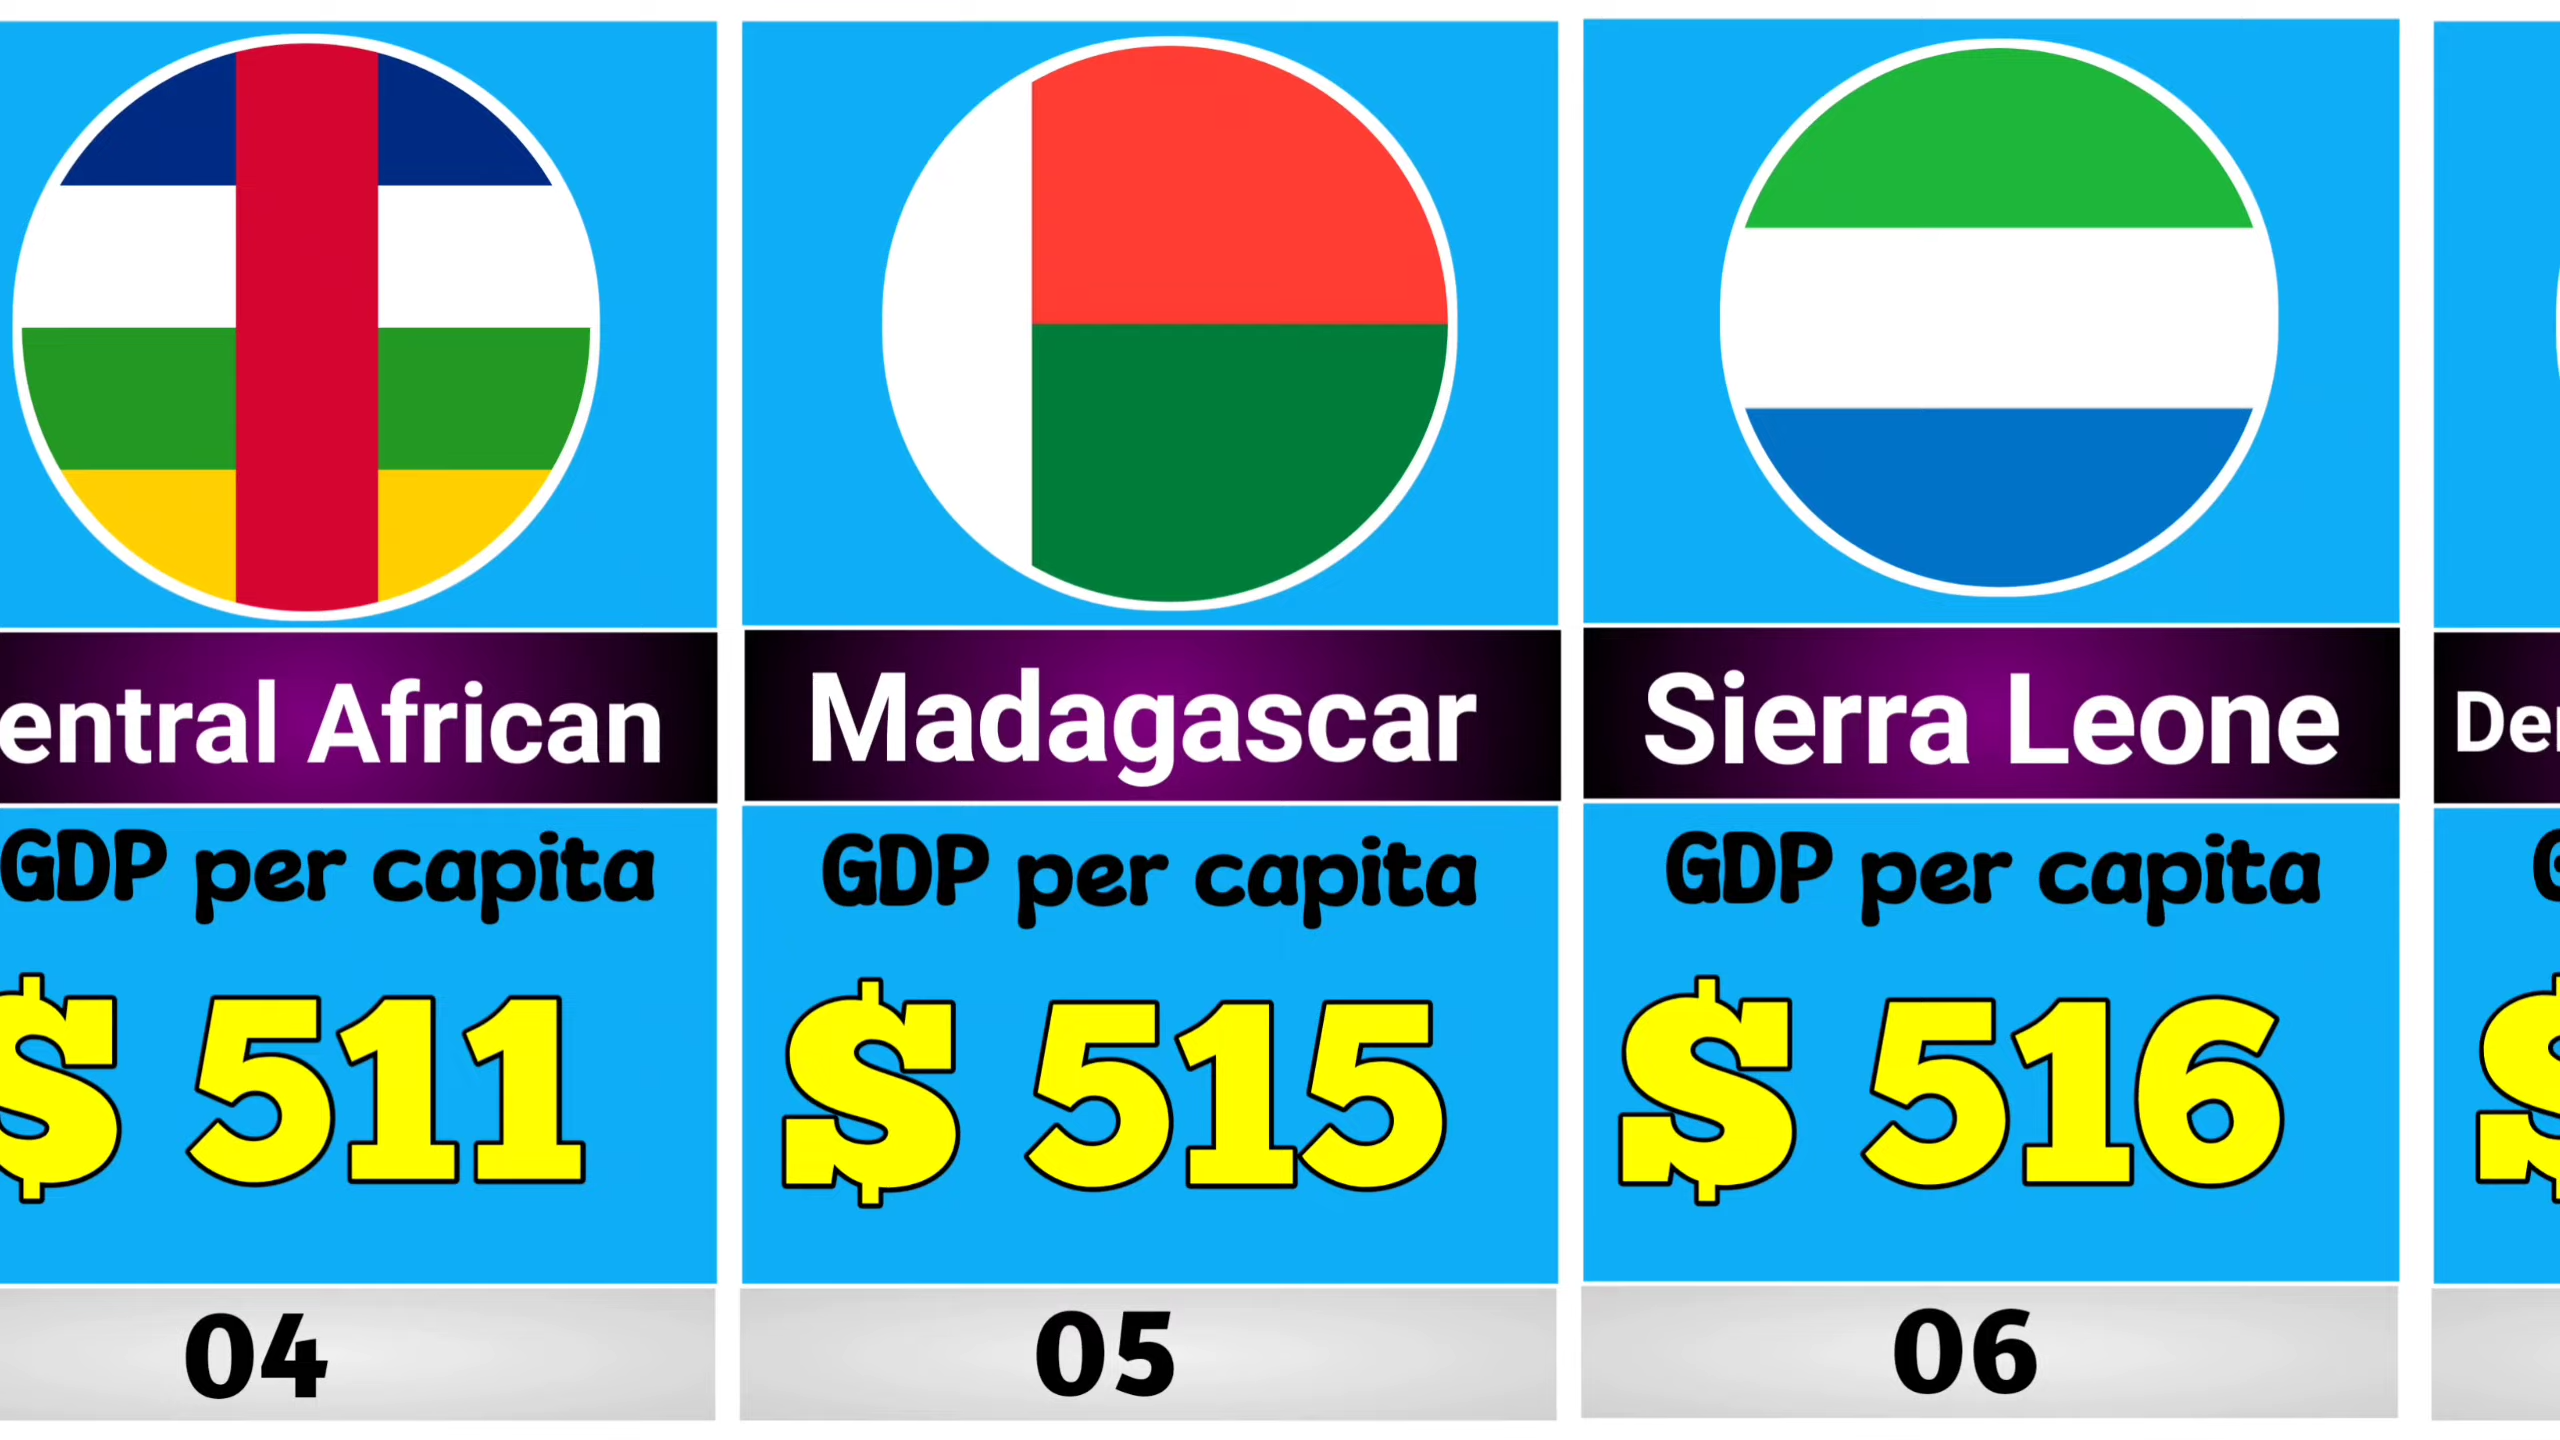 entral African
GDP per capita
$ 511
04
Madagascar
GDP per capita
$ 515
05
Sierra Leone
GDP per capita
$ 516
06
$